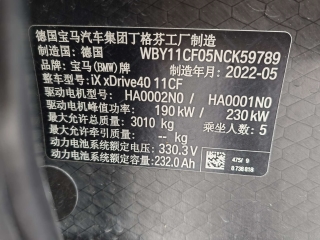 德国宝马汽车集团丁格芬工厂制造
制造国：德国 WBY11CF05NCK59789
品牌：宝马(BMW)牌 制造年月：2022-05
整车型号：iX xDrive40 11CF
驱动电机型号：HA0002N0 / HA0001N0
驱动电机峰值功率：190 kW / 230 kW
最大允许总质量：3010 kg 乘坐人数：5
最大允许牵引质量：-- kg
动力电池系统额定电压：330.3 V
动力电池系统额定容量：232.0 Ah
475/ 9
8738818